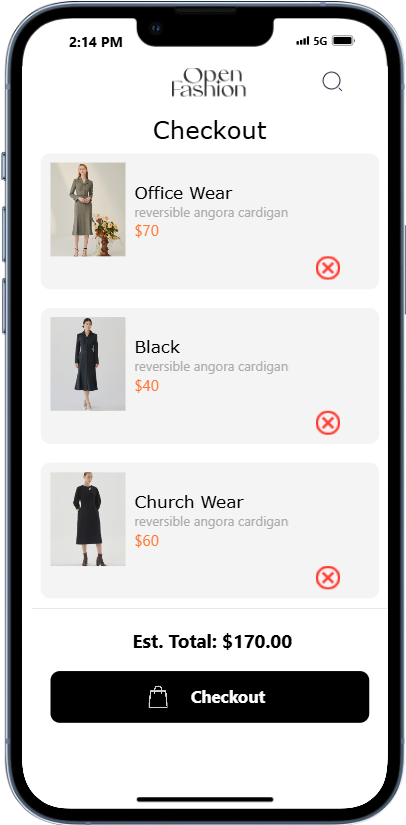 2:14 PM
5G
Open
Fashion
Checkout
Office Wear
reversible angora cardigan
$70
Black
reversible angora cardigan
$40
Church Wear
reversible angora cardigan
$60
Est. Total: $170.00
Checkout